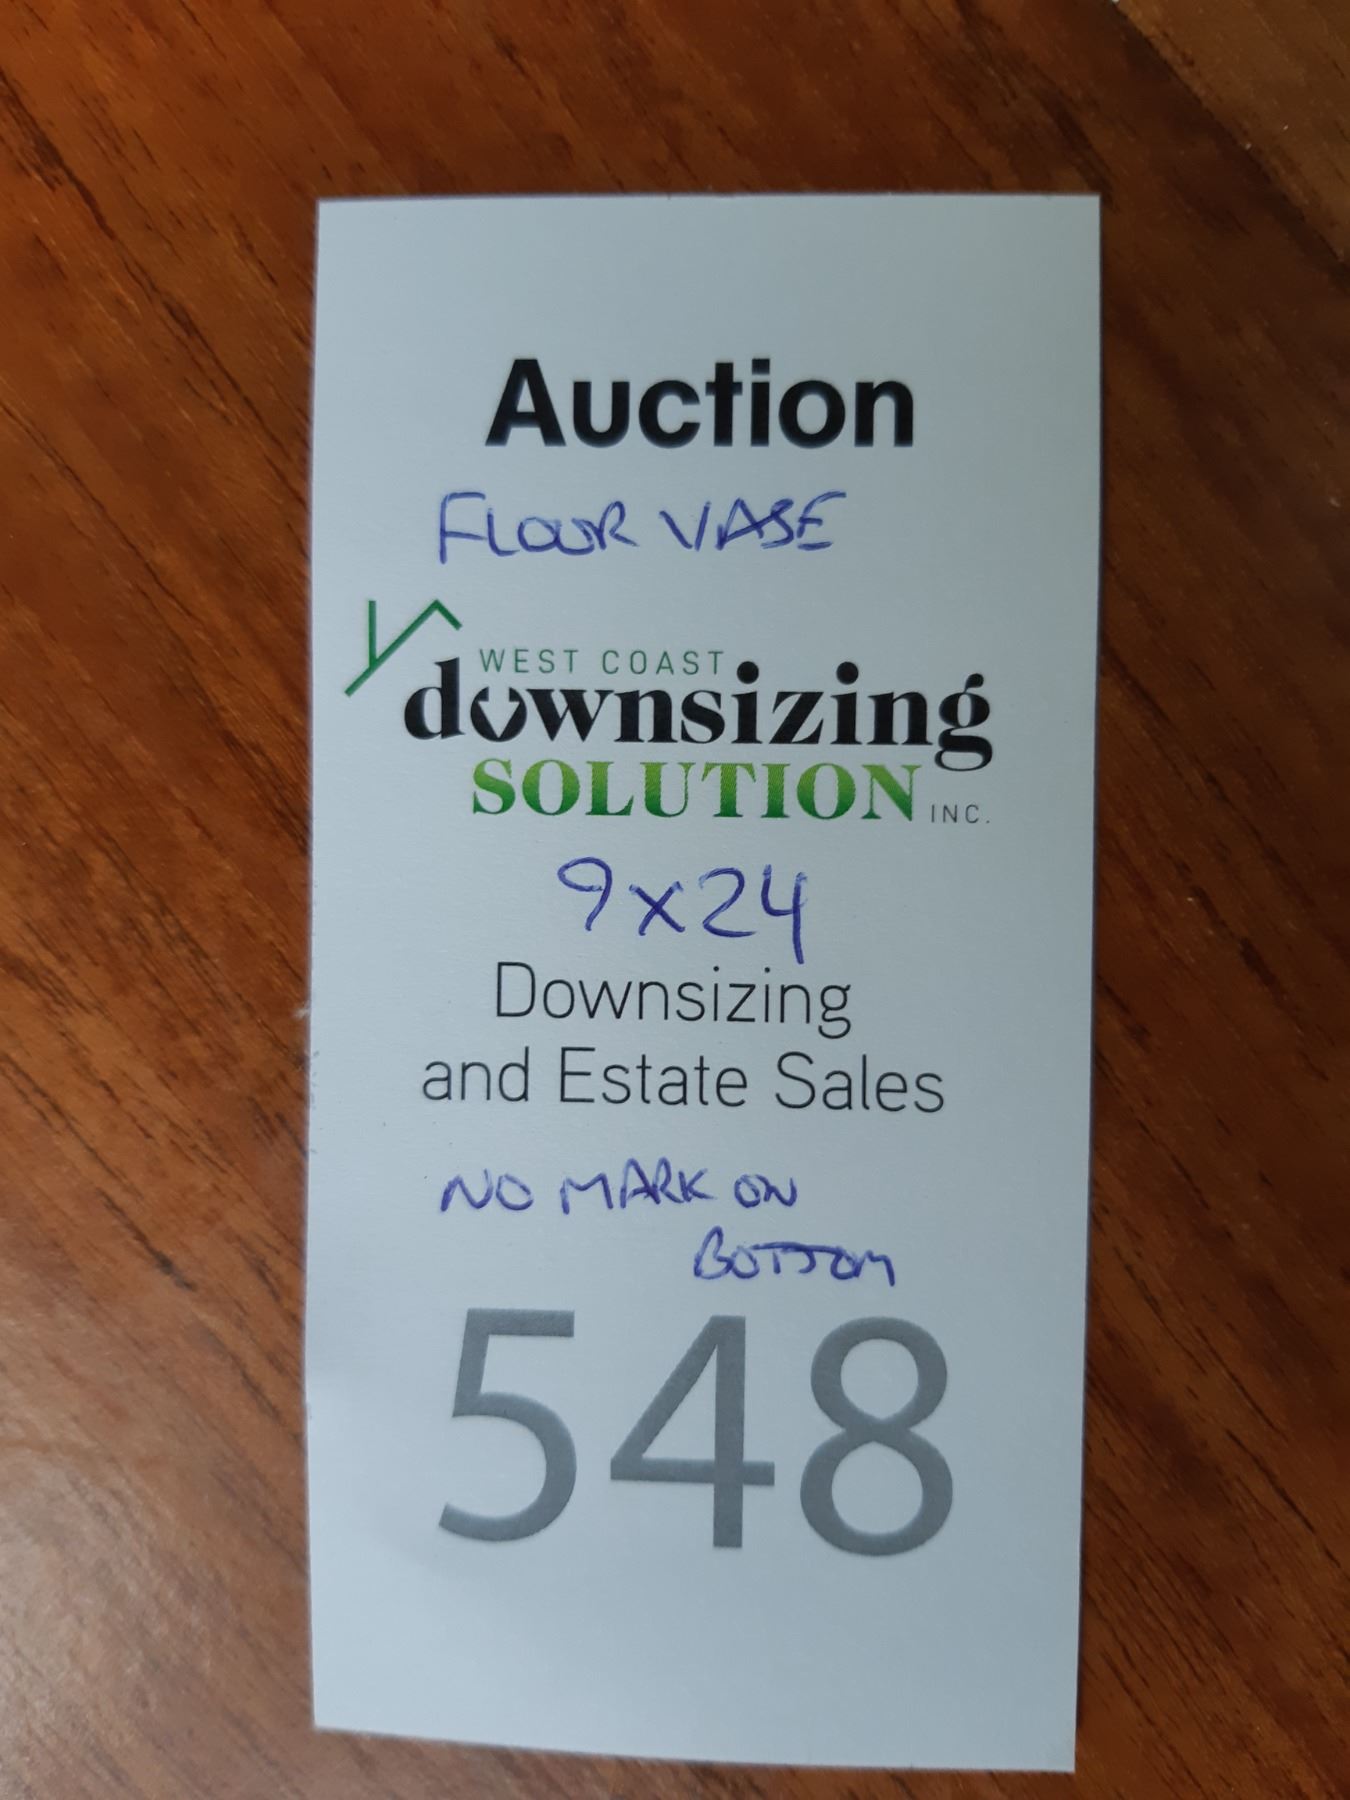 Auction
FLOOR VASE
WEST COAST
downsizing
SOLUTION INC.
9x24
Downsizing
and Estate Sales
NO MARK ON
BOTTOM
548